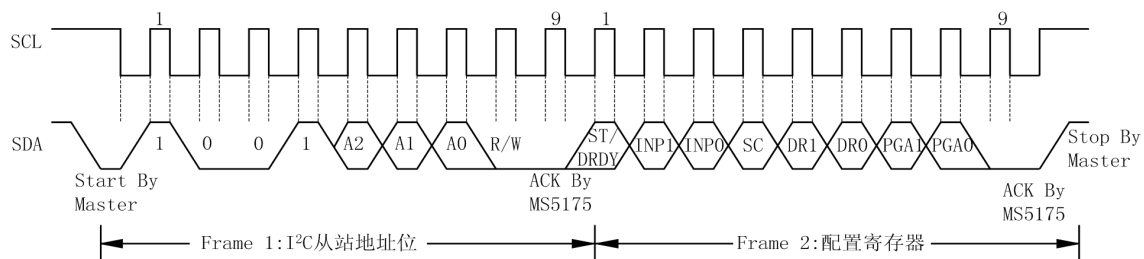 1 9 1 9
SCL
SDA 1 0 0 1 A2 A1 A0 R/W ST/DRDY INP1 INP0 SC DR1 DR0 PGA1 PGA0
Start By
Master
ACK By
MS5175
ACK By
MS5175
Stop By
Master
Frame 1:I²C从站地址位
Frame 2:配置寄存器